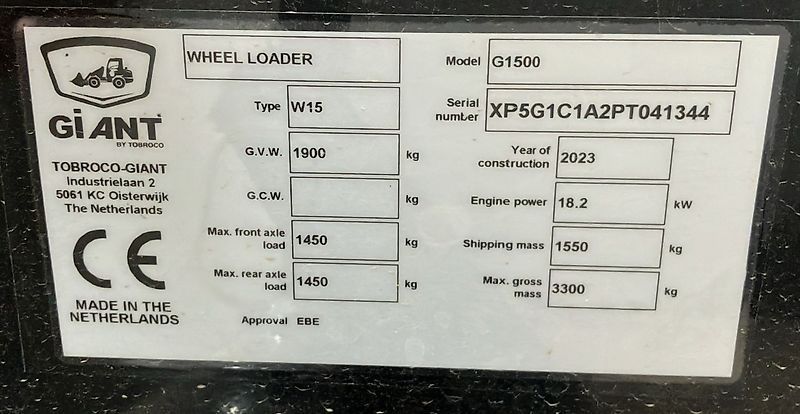 WHEEL LOADER
Model G1500
GiANT
BY TOBROCO
Type W15
Serial number XP5G1C1A2PT041344
TOBROCO-GIANT
Industrielaan 2
5061 KC Oisterwijk
The Netherlands
G.V.W. 1900 kg
Year of construction 2023
G.C.W. kg
Engine power 18.2 kW
Max. front axle load 1450 kg
Shipping mass 1550 kg
CE
Max. rear axle load 1450 kg
Max. gross mass 3300 kg
MADE IN THE
NETHERLANDS
Approval EBE